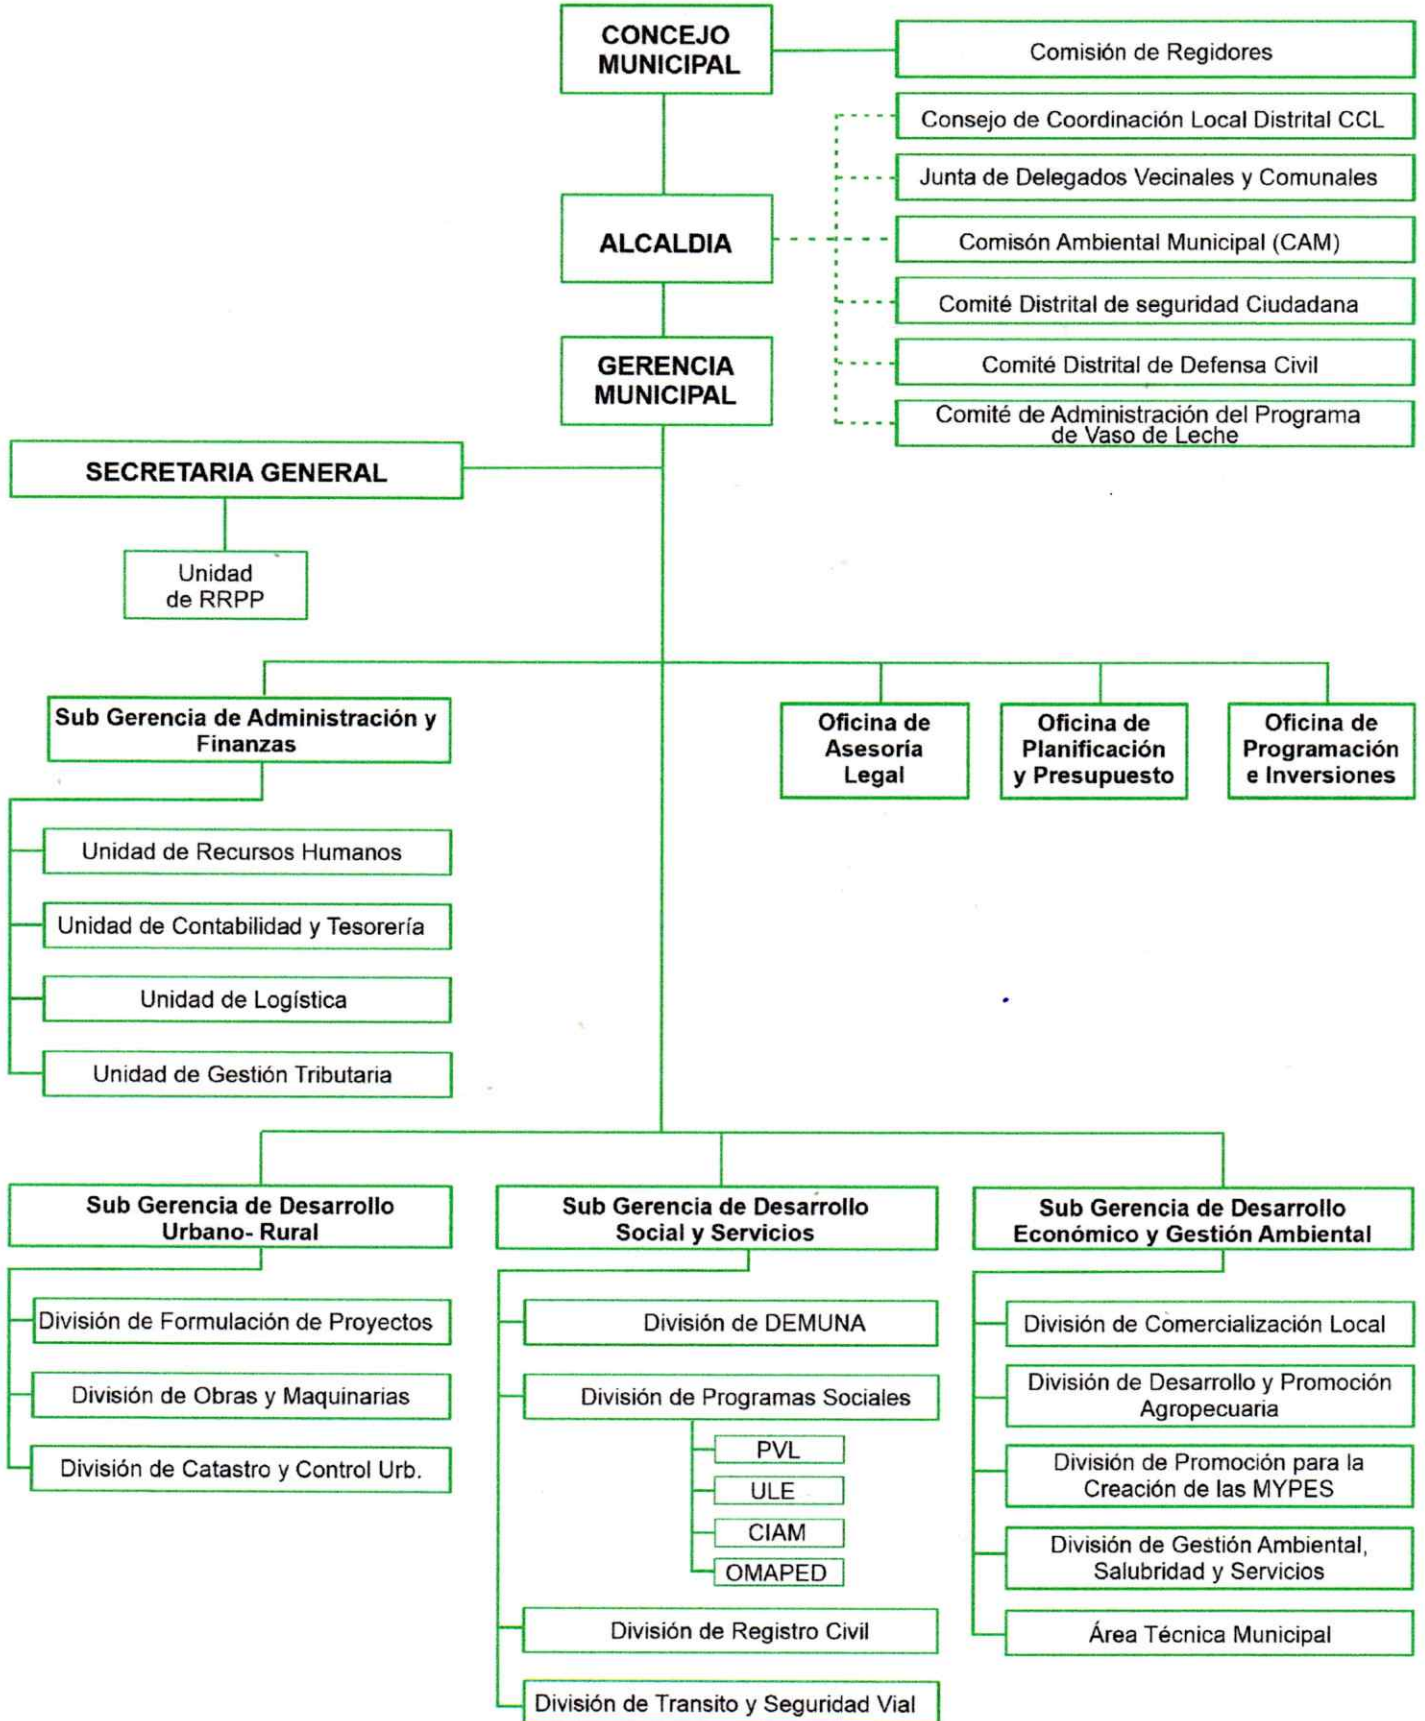 CONCEJO
MUNICIPAL
Comisión de Regidores
Consejo de Coordinación Local Distrital CCL
Junta de Delegados Vecinales y Comunales
ALCALDIA
Comisón Ambiental Municipal (CAM)
Comité Distrital de seguridad Ciudadana
GERENCIA
MUNICIPAL
Comité Distrital de Defensa Civil
Comité de Administración del Programa
de Vaso de Leche
SECRETARIA GENERAL
Unidad
de RRPP
Sub Gerencia de Administración y
Finanzas
Oficina de
Asesoría
Legal
Oficina de
Planificación
y Presupuesto
Oficina de
Programación
e Inversiones
Unidad de Recursos Humanos
Unidad de Contabilidad y Tesorería
Unidad de Logística
Unidad de Gestión Tributaria
Sub Gerencia de Desarrollo
Urbano- Rural
División de Formulación de Proyectos
División de Obras y Maquinarias
División de Catastro y Control Urb.
Sub Gerencia de Desarrollo
Social y Servicios
División de DEMUNA
División de Programas Sociales
PVL
ULE
CIAM
OMAPED
División de Registro Civil
División de Transito y Seguridad Vial
Sub Gerencia de Desarrollo
Económico y Gestión Ambiental
División de Comercialización Local
División de Desarrollo y Promoción
Agropecuaria
División de Promoción para la
Creación de las MYPES
División de Gestión Ambiental,
Salubridad y Servicios
Área Técnica Municipal